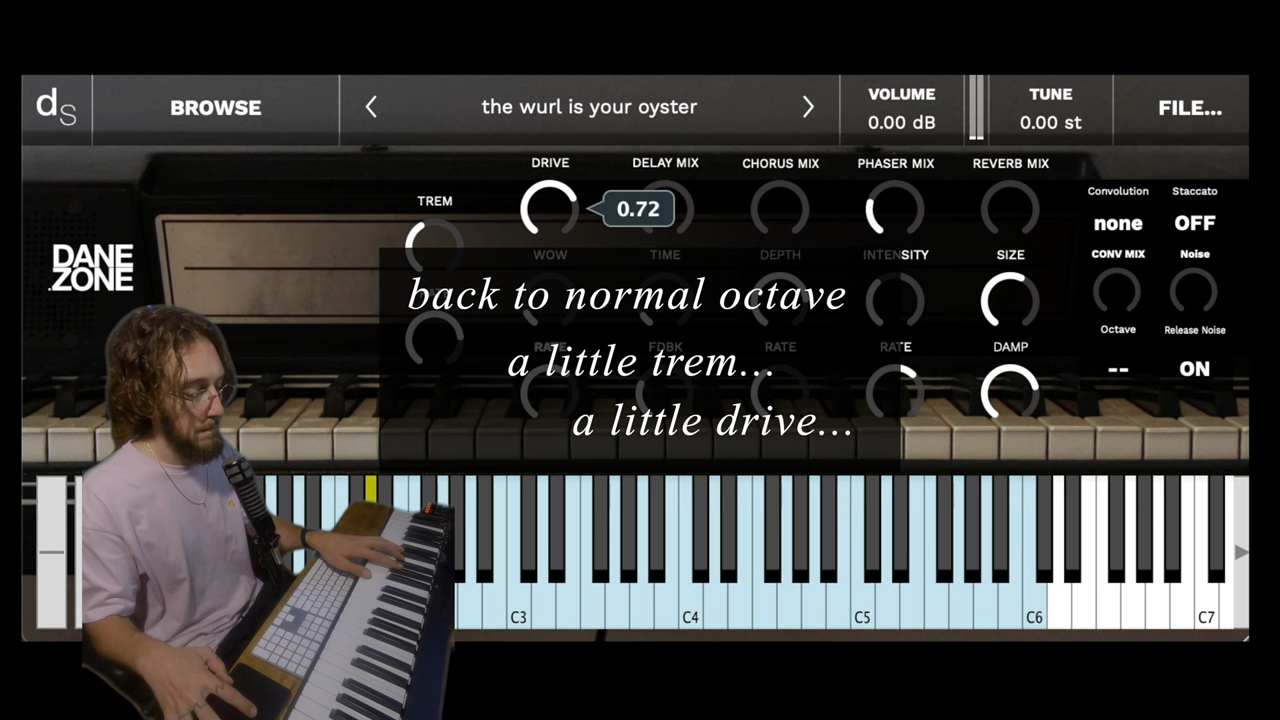 ds
BROWSE
the wurl is your oyster
VOLUME
0.00 dB
TUNE
0.00 st
FILE...
DRIVE
DELAY MIX
CHORUS MIX
PHASER MIX
REVERB MIX
TREM
0.72
Convolution
Staccato
none
OFF
DANE
.ZONE
WOW
TIME
DEPTH
INTENSITY
SIZE
CONV MIX
Noise
back to normal octave
Octave
Release Noise
RATE
FDBK
RATE
RATE
DAMP
a little trem...
--
ON
a little drive...
C3
C4
C5
C6
C7